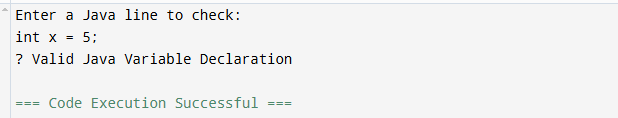 Enter a Java line to check:
int x = 5;
? Valid Java Variable Declaration
=== Code Execution Successful ===